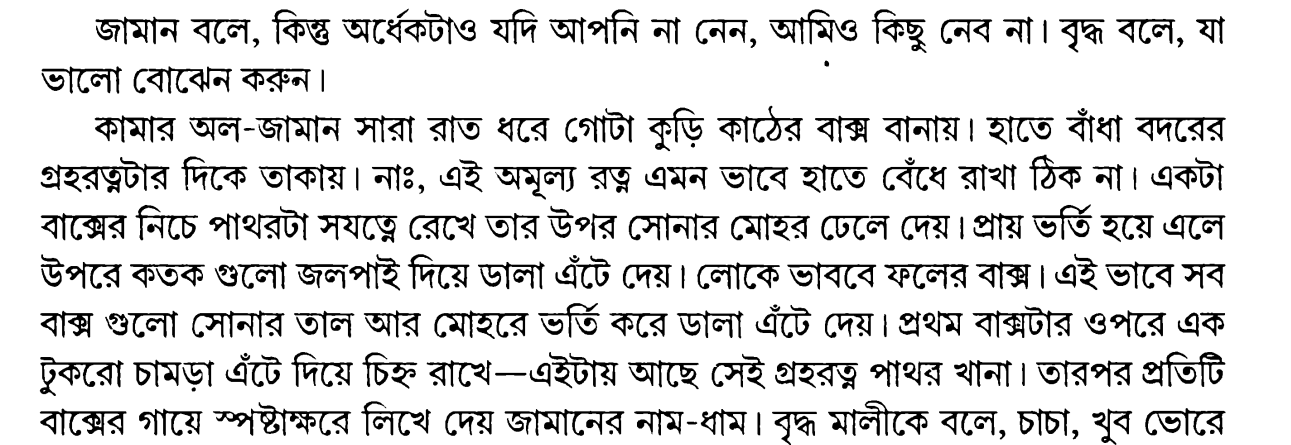 জামান বলে, কিন্তু অর্ধেকটাও যদি আপনি না নেন, আমিও কিছু নেব না। বৃদ্ধ বলে, যা
ভালো বোঝেন করুন।
কামার অল-জামান সারা রাত ধরে গোটা কুড়ি কাঠের বাক্স বানায়। হাতে বাঁধা বদরের
গ্রহরত্নটার দিকে তাকায়। নাঃ, এই অমূল্য রত্ন এমন ভাবে হাতে বেঁধে রাখা ঠিক না। একটা
বাক্সের নিচে পাথরটা সযত্নে রেখে তার উপর সোনার মোহর ঢেলে দেয়। প্রায় ভর্তি হয়ে এলে
উপরে কতক গুলো জলপাই দিয়ে ডালা এঁটে দেয়। লোকে ভাববে ফলের বাক্স। এই ভাবে সব
বাক্স গুলো সোনার তাল আর মোহরে ভর্তি করে ডালা এঁটে দেয়। প্রথম বাক্সটার ওপরে এক
টুকরো চামড়া এঁটে দিয়ে চিহ্ন রাখে—এইটায় আছে সেই গ্রহরত্ন পাথর খানা। তারপর প্রতিটি
বাক্সের গায়ে স্পষ্টাক্ষরে লিখে দেয় জামানের নাম-ধাম। বৃদ্ধ মালীকে বলে, চাচা, খুব ভোরে